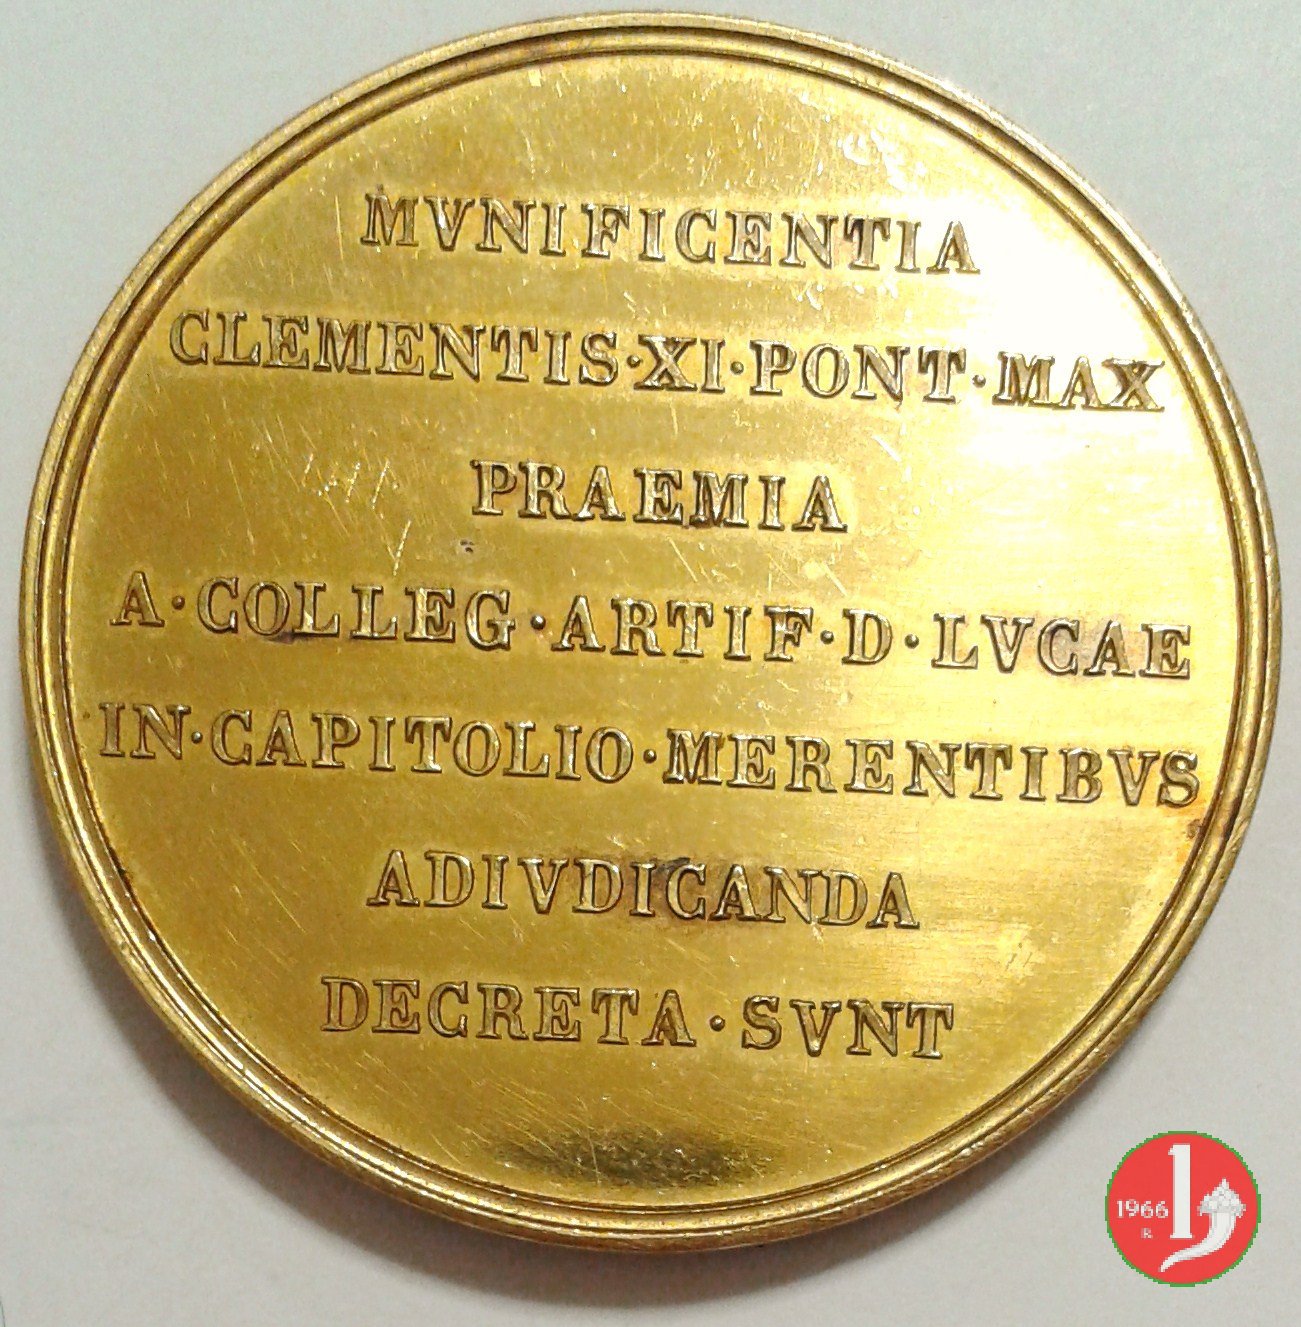 MVNIFICENTIA
CLEMENTIS·XI·PONT·MAX
PRAEMIA
A·COLLEG·ARTIF·D·LVCAE
IN·CAPITOLIO·MERENTIBVS
ADIVDICANDA
DECRETA·SVNT
1966
R